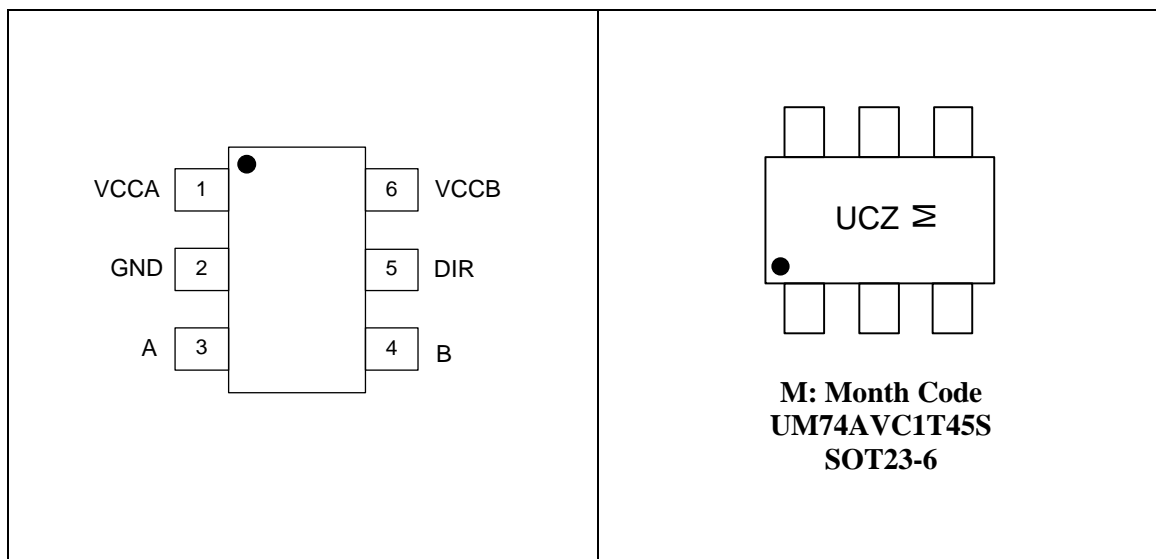 VCCA 1 6 VCCB
GND 2 5 DIR
A 3 4 B
UCZ M
M: Month Code
UM74AVC1T45S
SOT23-6